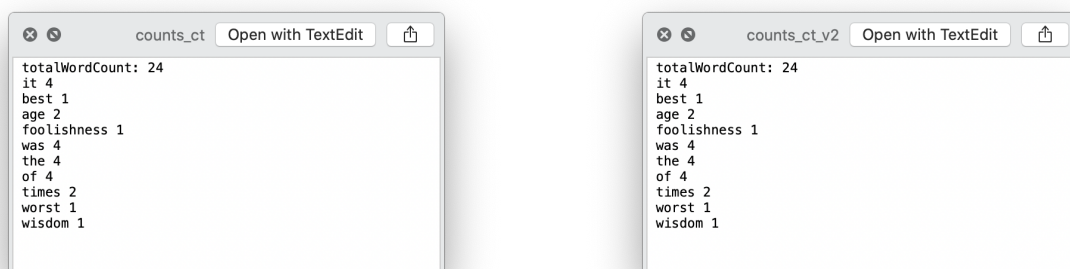 counts_ct Open with TextEdit
totalWordCount: 24
it 4
best 1
age 2
foolishness 1
was 4
the 4
of 4
times 2
worst 1
wisdom 1
counts_ct_v2 Open with TextEdit
totalWordCount: 24
it 4
best 1
age 2
foolishness 1
was 4
the 4
of 4
times 2
worst 1
wisdom 1